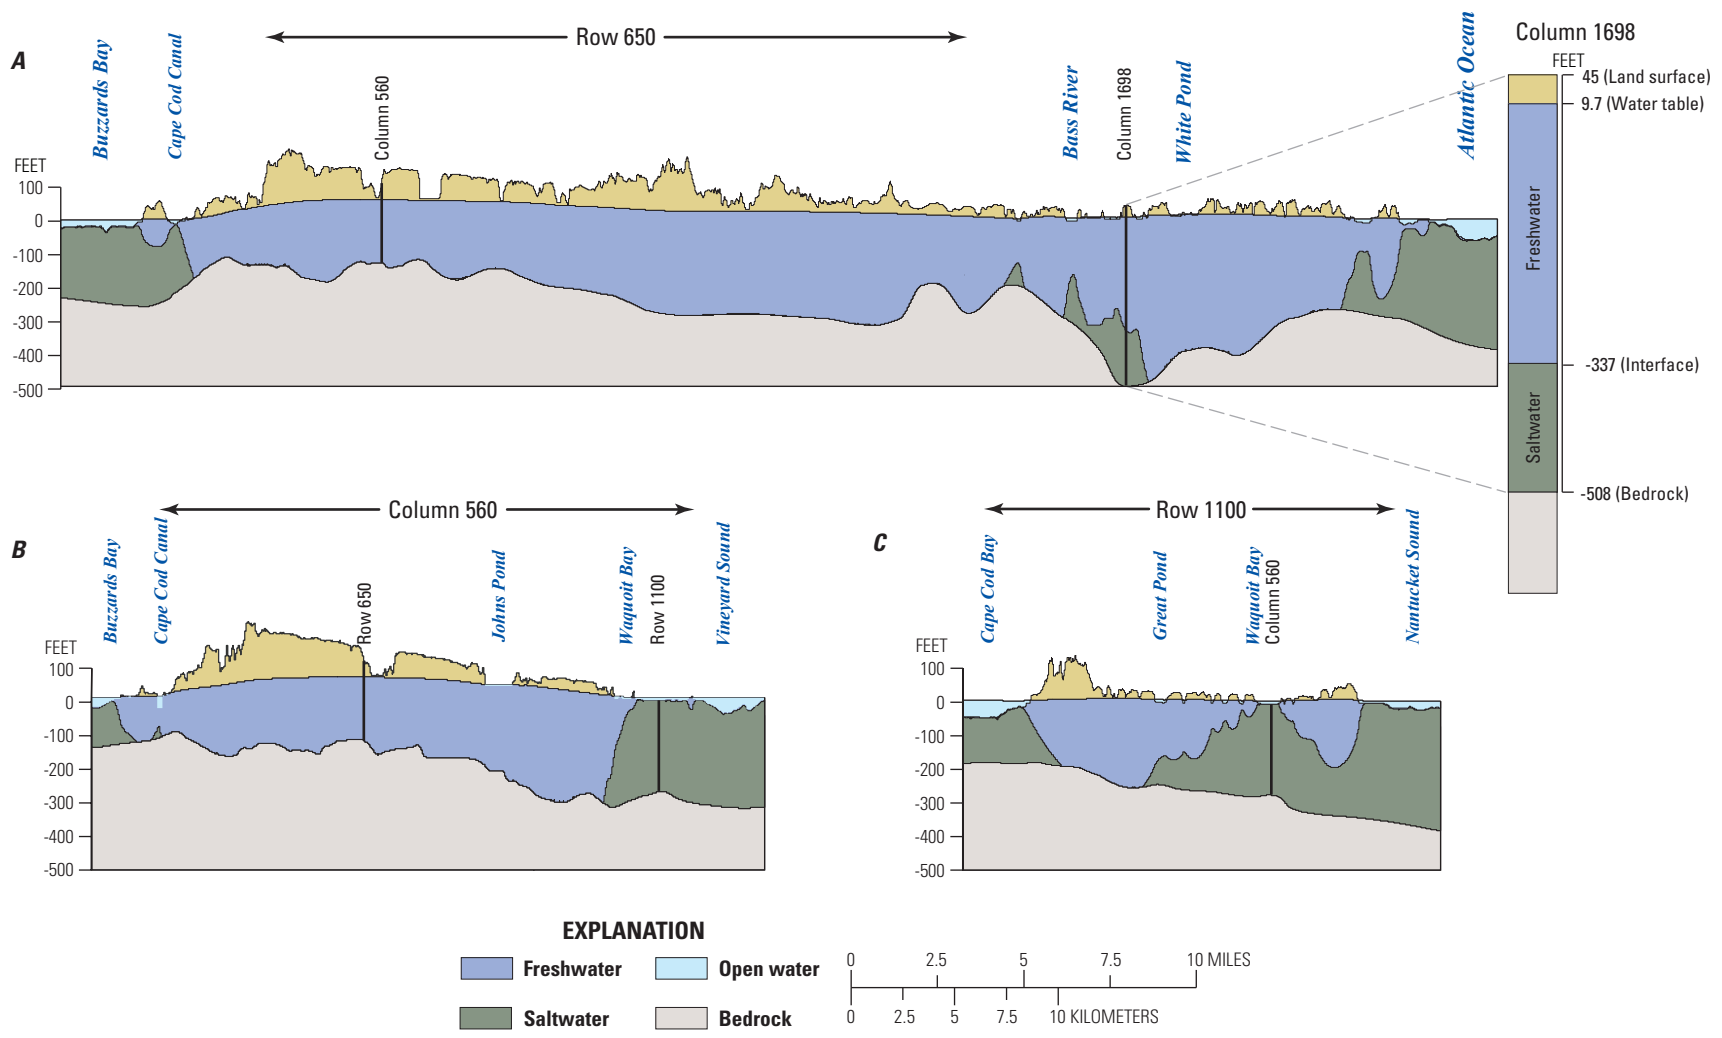 A
Row 650
Buzzards Bay
Cape Cod Canal
Column 560
Bass River
Column 1698
White Pond
Atlantic Ocean
FEET
100
0
-100
-200
-300
-400
-500
Column 1698
FEET
45 (Land surface)
9.7 (Water table)
Freshwater
-337 (Interface)
Saltwater
-508 (Bedrock)
B
Column 560
Buzzards Bay
Cape Cod Canal
Row 650
Johns Pond
Waquoit Bay
Row 1100
Vineyard Sound
FEET
100
0
-100
-200
-300
-400
-500
C
Row 1100
Cape Cod Bay
Great Pond
Waquoit Bay
Column 560
Nantucket Sound
FEET
100
0
-100
-200
-300
-400
-500
EXPLANATION
Freshwater
Open water
Saltwater
Bedrock
0 2.5 5 7.5 10 MILES
0 2.5 5 7.5 10 KILOMETERS